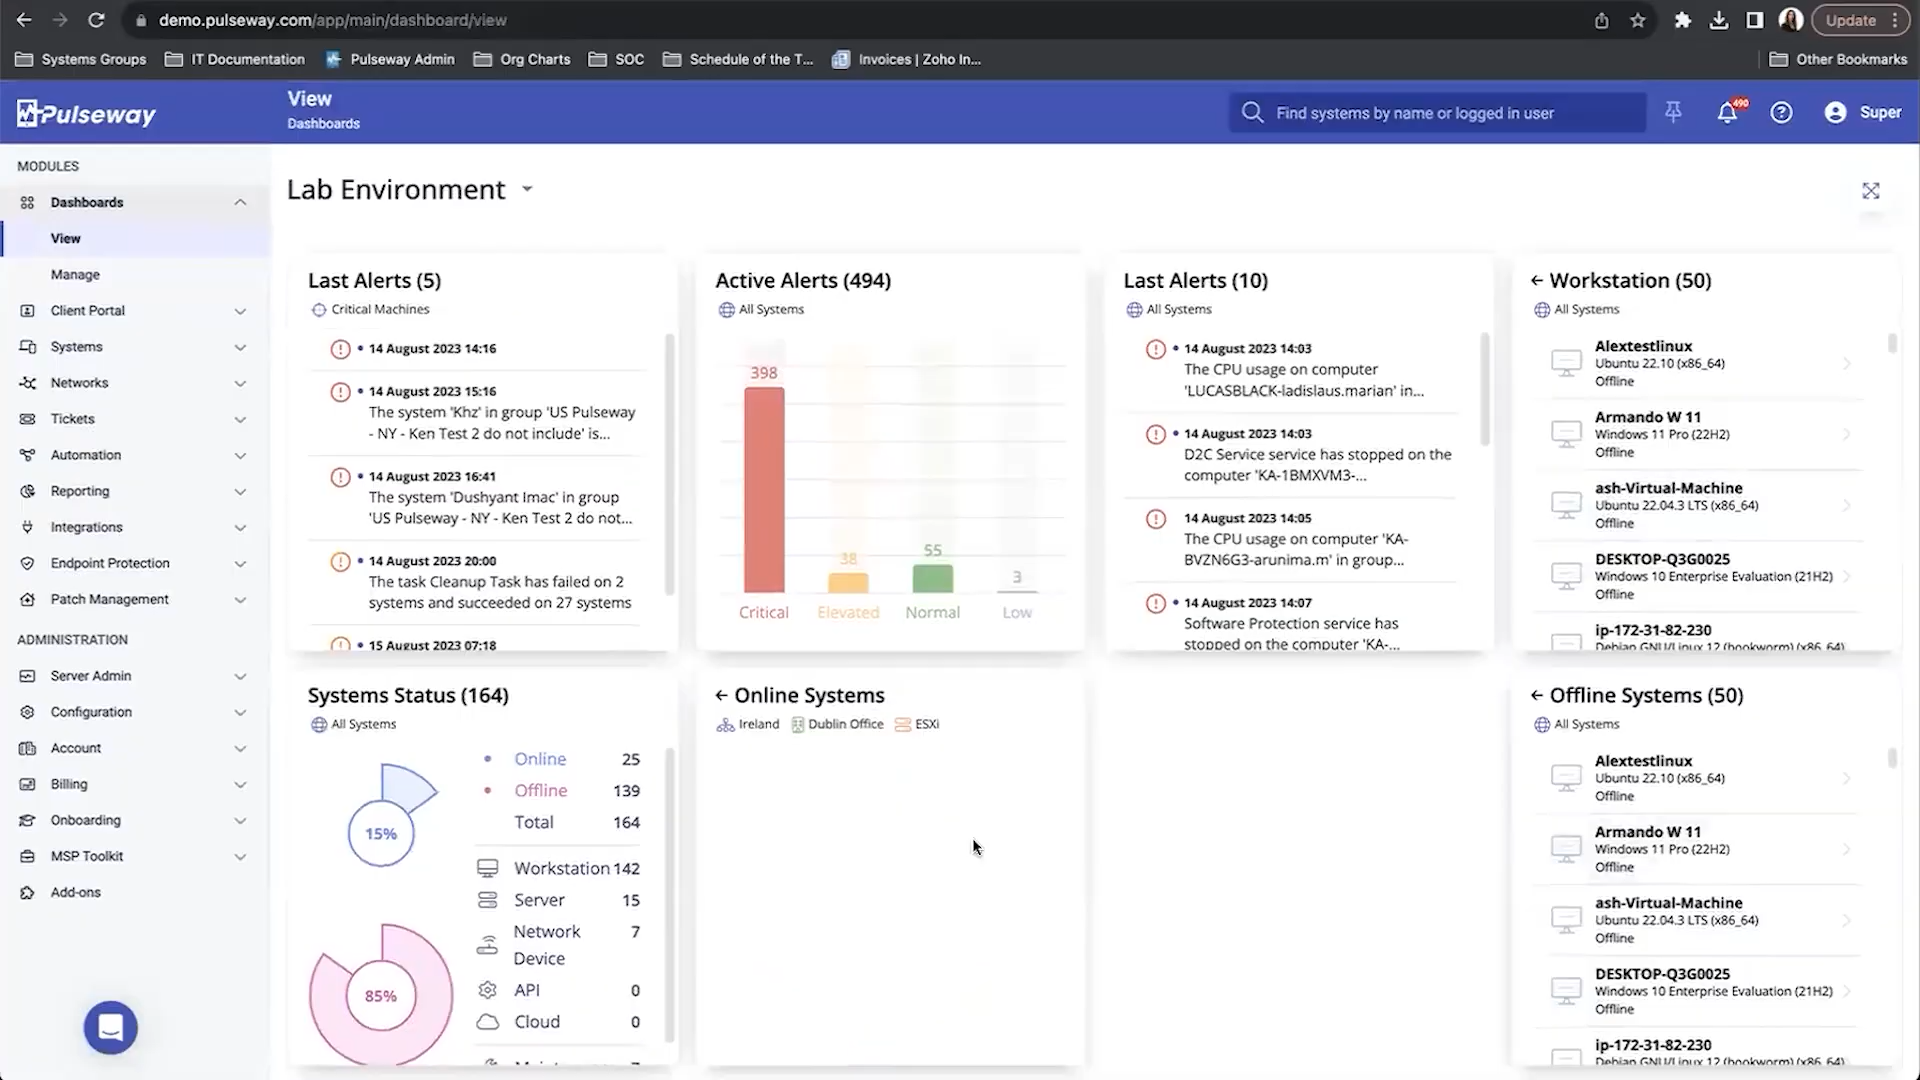 demo.pulseway.com/app/main/dashboard/view
Update
Systems Groups
IT Documentation
Pulseway Admin
Org Charts
SOC
Schedule of the T...
Invoices | Zoho In...
Other Bookmarks
Pulseway
View
Dashboards
Find systems by name or logged in user
490
Super
MODULES
Dashboards
View
Manage
Client Portal
Systems
Networks
Tickets
Automation
Reporting
Integrations
Endpoint Protection
Patch Management
ADMINISTRATION
Server Admin
Configuration
Account
Billing
Onboarding
MSP Toolkit
Add-ons
Lab Environment
Last Alerts (5)
Critical Machines
14 August 2023 14:16
14 August 2023 15:16
The system 'Khz' in group 'US Pulseway
- NY - Ken Test 2 do not include' is...
14 August 2023 16:41
The system 'Dushyant Imac' in group
'US Pulseway - NY - Ken Test 2 do not...
14 August 2023 20:00
The task Cleanup Task has failed on 2
systems and succeeded on 27 systems
15 August 2023 07:18
Active Alerts (494)
All Systems
398
38
55
3
Critical
Elevated
Normal
Low
Last Alerts (10)
All Systems
14 August 2023 14:03
The CPU usage on computer
'LUCASBLACK-ladislaus.marian' in...
14 August 2023 14:03
D2C Service service has stopped on the
computer 'KA-1BMXVM3-...
14 August 2023 14:05
The CPU usage on computer 'KA-
BVZN6G3-arunima.m' in group...
14 August 2023 14:07
Software Protection service has
stopped on the computer 'KA-...
Workstation (50)
All Systems
Alextestlinux
Ubuntu 22.10 (x86_64)
Offline
Armando W 11
Windows 11 Pro (22H2)
Offline
ash-Virtual-Machine
Ubuntu 22.04.3 LTS (x86_64)
Offline
DESKTOP-Q3G0025
Windows 10 Enterprise Evaluation (21H2)
Offline
ip-172-31-82-230
Debian GNU/Linux 12 (bookworm) (x86_64)
Systems Status (164)
All Systems
15%
85%
Online 25
Offline 139
Total 164
Workstation 142
Server 15
Network 7
Device
API 0
Cloud 0
Online Systems
Ireland
Dublin Office
ESXi
Offline Systems (50)
All Systems
Alextestlinux
Ubuntu 22.10 (x86_64)
Offline
Armando W 11
Windows 11 Pro (22H2)
Offline
ash-Virtual-Machine
Ubuntu 22.04.3 LTS (x86_64)
Offline
DESKTOP-Q3G0025
Windows 10 Enterprise Evaluation (21H2)
Offline
ip-172-31-82-230
Debian GNU/Linux 12 (bookworm) (x86_64)